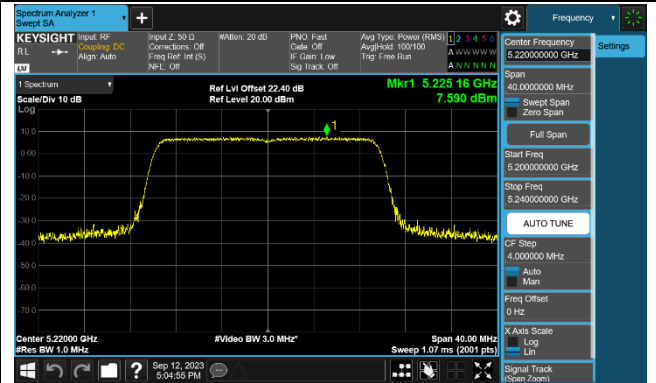 Spectrum Analyzer 1
Swept SA
Frequency
KEYSIGHT
RL
LXI
Input: RF
Coupling: DC
Align: Auto
Input Z: 50 Ω
Corrections: Off
Freq Ref: Int (S)
NFE: Off
#Atten: 20 dB
PNO: Fast
Gate: Off
IF Gain: Low
Sig Track: Off
Avg Type: Power (RMS)
Avg|Hold: 100/100
Trig: Free Run
1 2 3 4 5 6
A W W W W W
A N N N N N
1 Spectrum
Scale/Div 10 dB
Log
Ref Lvl Offset 22.40 dB
Ref Level 20.00 dBm
Mkr1 5.225 16 GHz
7.590 dBm
1
10.0
0.00
-10.0
-20.0
-30.0
-40.0
-50.0
-60.0
-70.0
Center 5.22000 GHz
#Res BW 1.0 MHz
#Video BW 3.0 MHz*
Span 40.00 MHz
Sweep 1.07 ms (2001 pts)
Sep 12, 2023
5:04:55 PM
Center Frequency
5.220000000 GHz
Settings
Span
40.0000000 MHz
Swept Span
Zero Span
Full Span
Start Freq
5.200000000 GHz
Stop Freq
5.240000000 GHz
AUTO TUNE
CF Step
4.000000 MHz
Auto
Man
Freq Offset
0 Hz
X Axis Scale
Log
Lin
Signal Track
(Span Zoom)